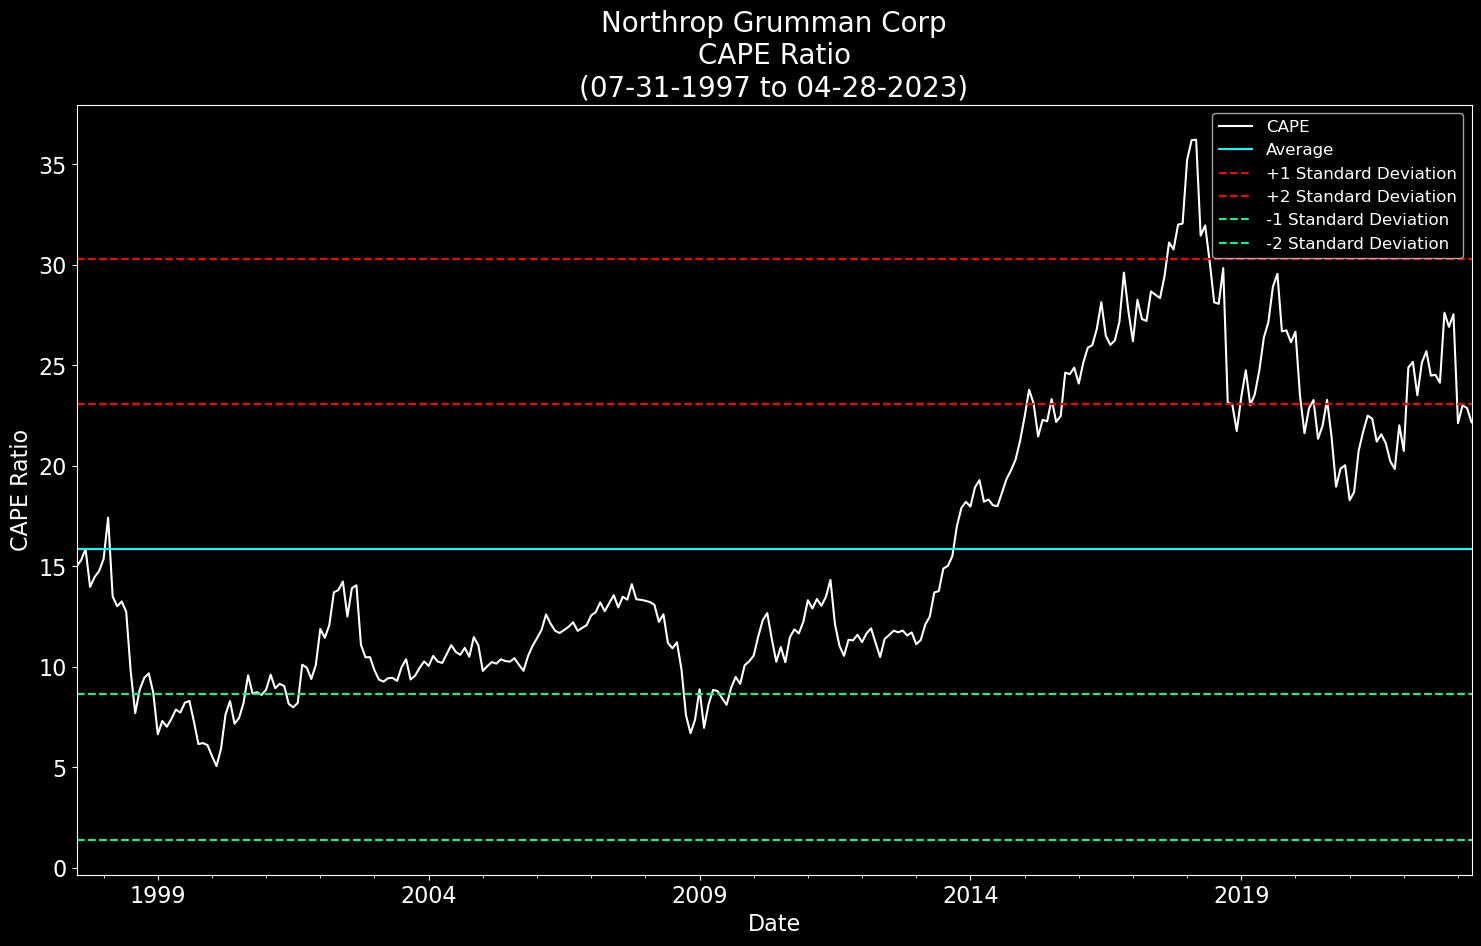 Northrop Grumman Corp
CAPE Ratio
(07-31-1997 to 04-28-2023)
CAPE
Average
+1 Standard Deviation
+2 Standard Deviation
-1 Standard Deviation
-2 Standard Deviation
CAPE Ratio
35
30
25
20
15
10
5
0
1999 2004 2009 2014 2019
Date